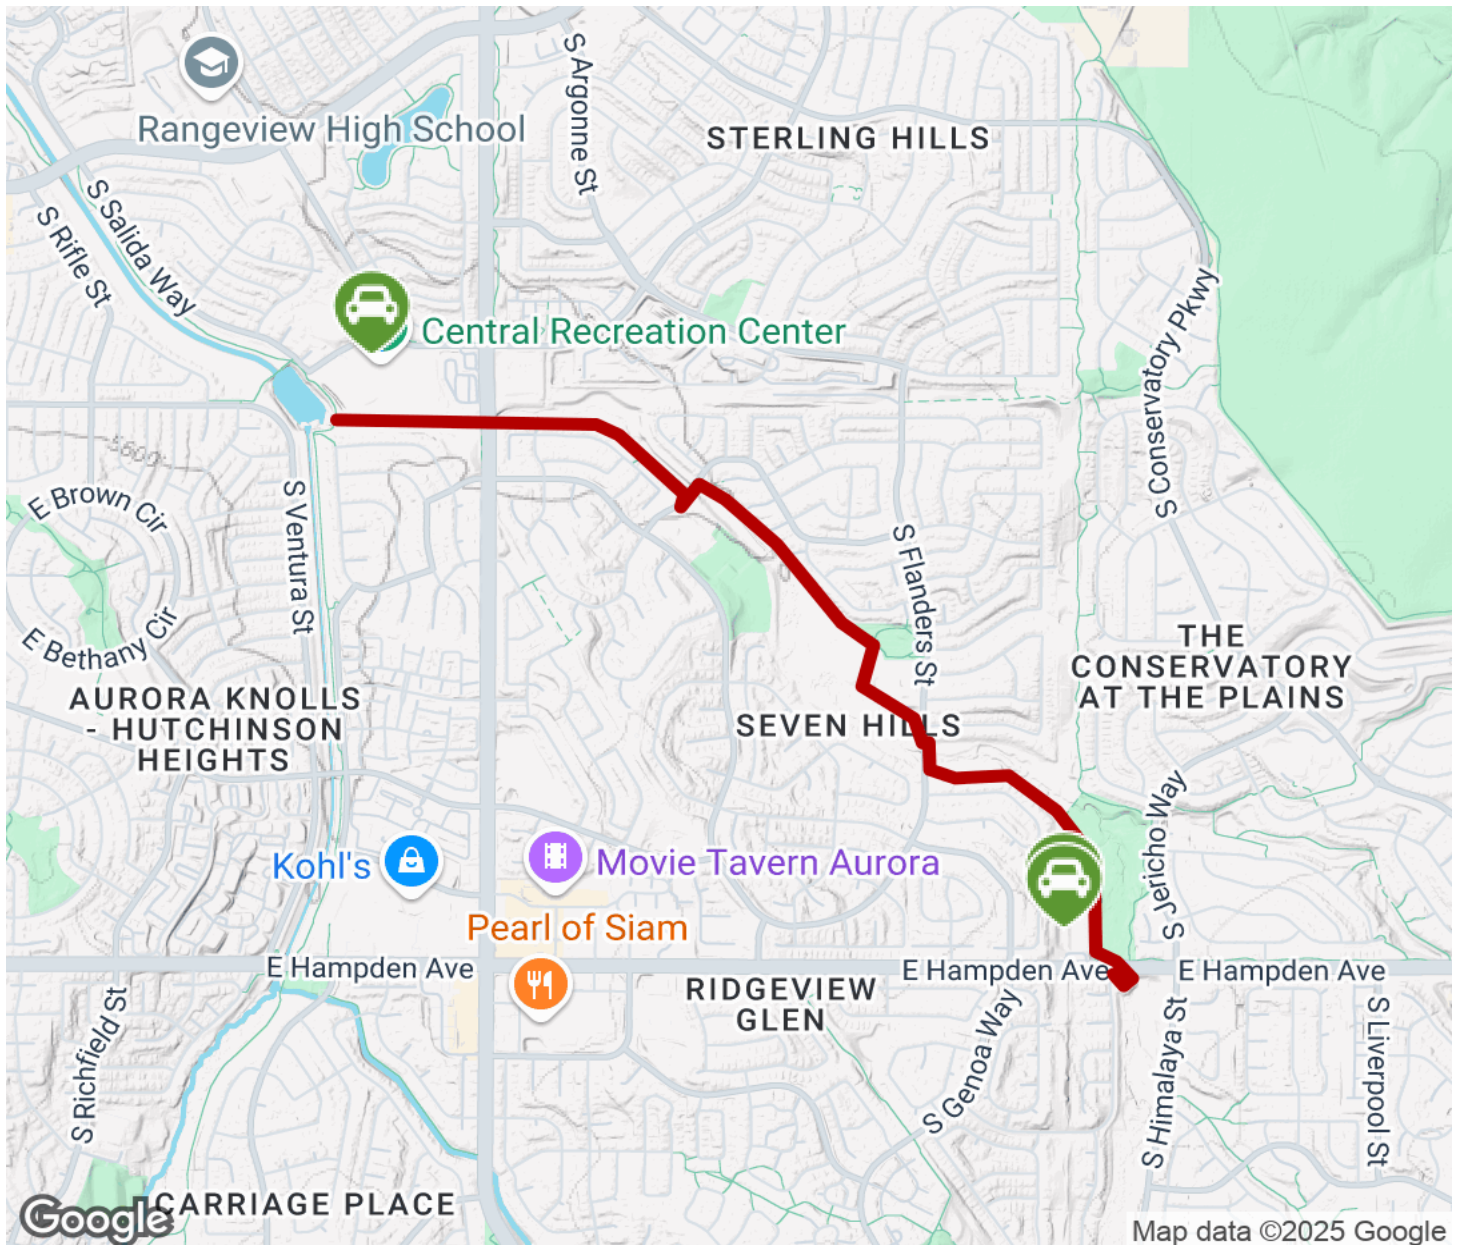 S Argonne St
Rangeview High School
STERLING HILLS
S Salida Way
S Rifle St
Central Recreation Center
S Conservatory Pkwy
5600
E Brown Cir
S Ventura St
S Flanders St
E Bethany Cir
THE
CONSERVATORY
AT THE PLAINS
AURORA KNOLLS
- HUTCHINSON
HEIGHTS
SEVEN HILLS
S Jericho Way
Kohl's
Movie Tavern Aurora
Pearl of Siam
E Hampden Ave
E Hampden Ave
E Hampden Ave
RIDGEVIEW
GLEN
S Richfield St
S Genoa Way
S Himalaya St
S Liverpool St
CARRIAGE PLACE
Google
Map data ©2025 Google